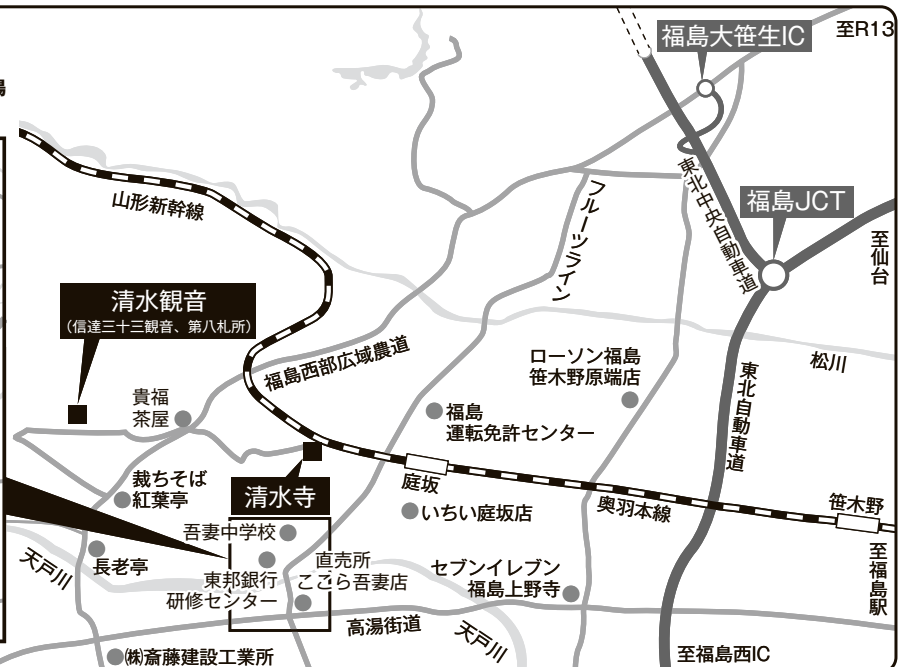 福島大笹生IC
至R13
東北中央自動車道
福島JCT
至仙台
山形新幹線
フルーツライン
清水観音
(信達三十三観音、第八札所)
福島西部広域農道
ローソン福島
笹木野原端店
松川
東北自動車道
貴福
茶屋
福島
運転免許センター
裁ちそば
紅葉亭
清水寺
庭坂
いちい庭坂店
奥羽本線
笹木野
至福島駅
吾妻中学校
天戸川
長老亭
東邦銀行
研修センター
直売所
ここら吾妻店
セブンイレブン
福島上野寺
高湯街道
天戸川
㈱斎藤建設工業所
至福島西IC